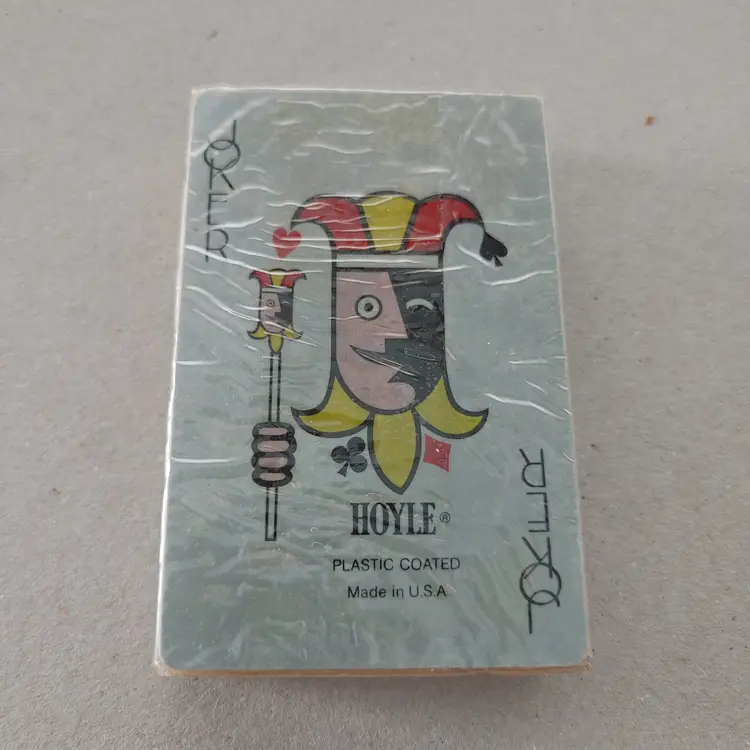 JOKER
HOYLE®
PLASTIC COATED
Made in U.S.A.
JOKER